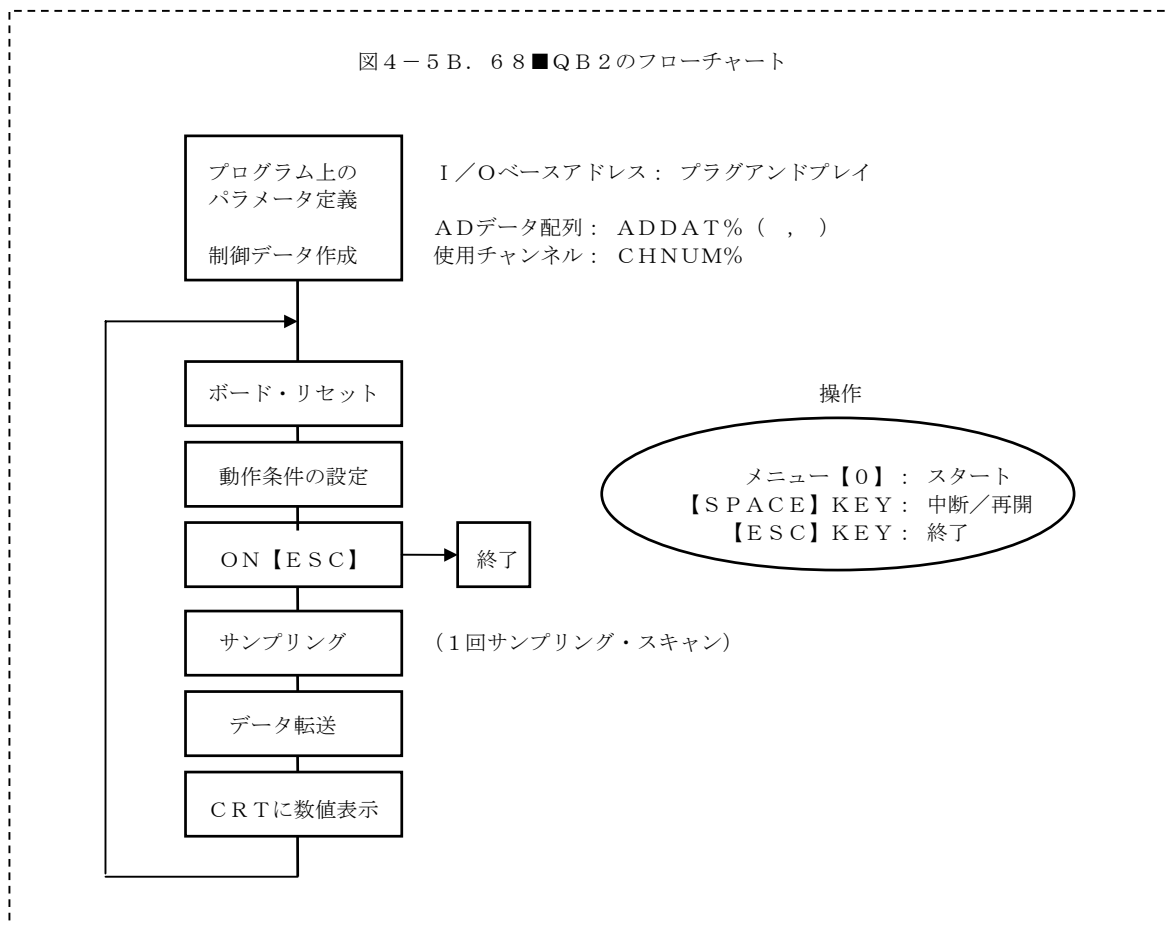 図４－５Ｂ．６８■ＱＢ２のフローチャート
プログラム上の
パラメータ定義
制御データ作成
Ｉ／Ｏベースアドレス： プラグアンドプレイ
ＡＤデータ配列： ＡＤＤＡＴ％（ ， ）
使用チャンネル： ＣＨＮＵＭ％
ボード・リセット
動作条件の設定
ＯＮ【ＥＳＣ】
終了
サンプリング
（１回サンプリング・スキャン）
データ転送
ＣＲＴに数値表示
操作
メニュー【０】： スタート
【ＳＰＡＣＥ】ＫＥＹ： 中断／再開
【ＥＳＣ】ＫＥＹ： 終了